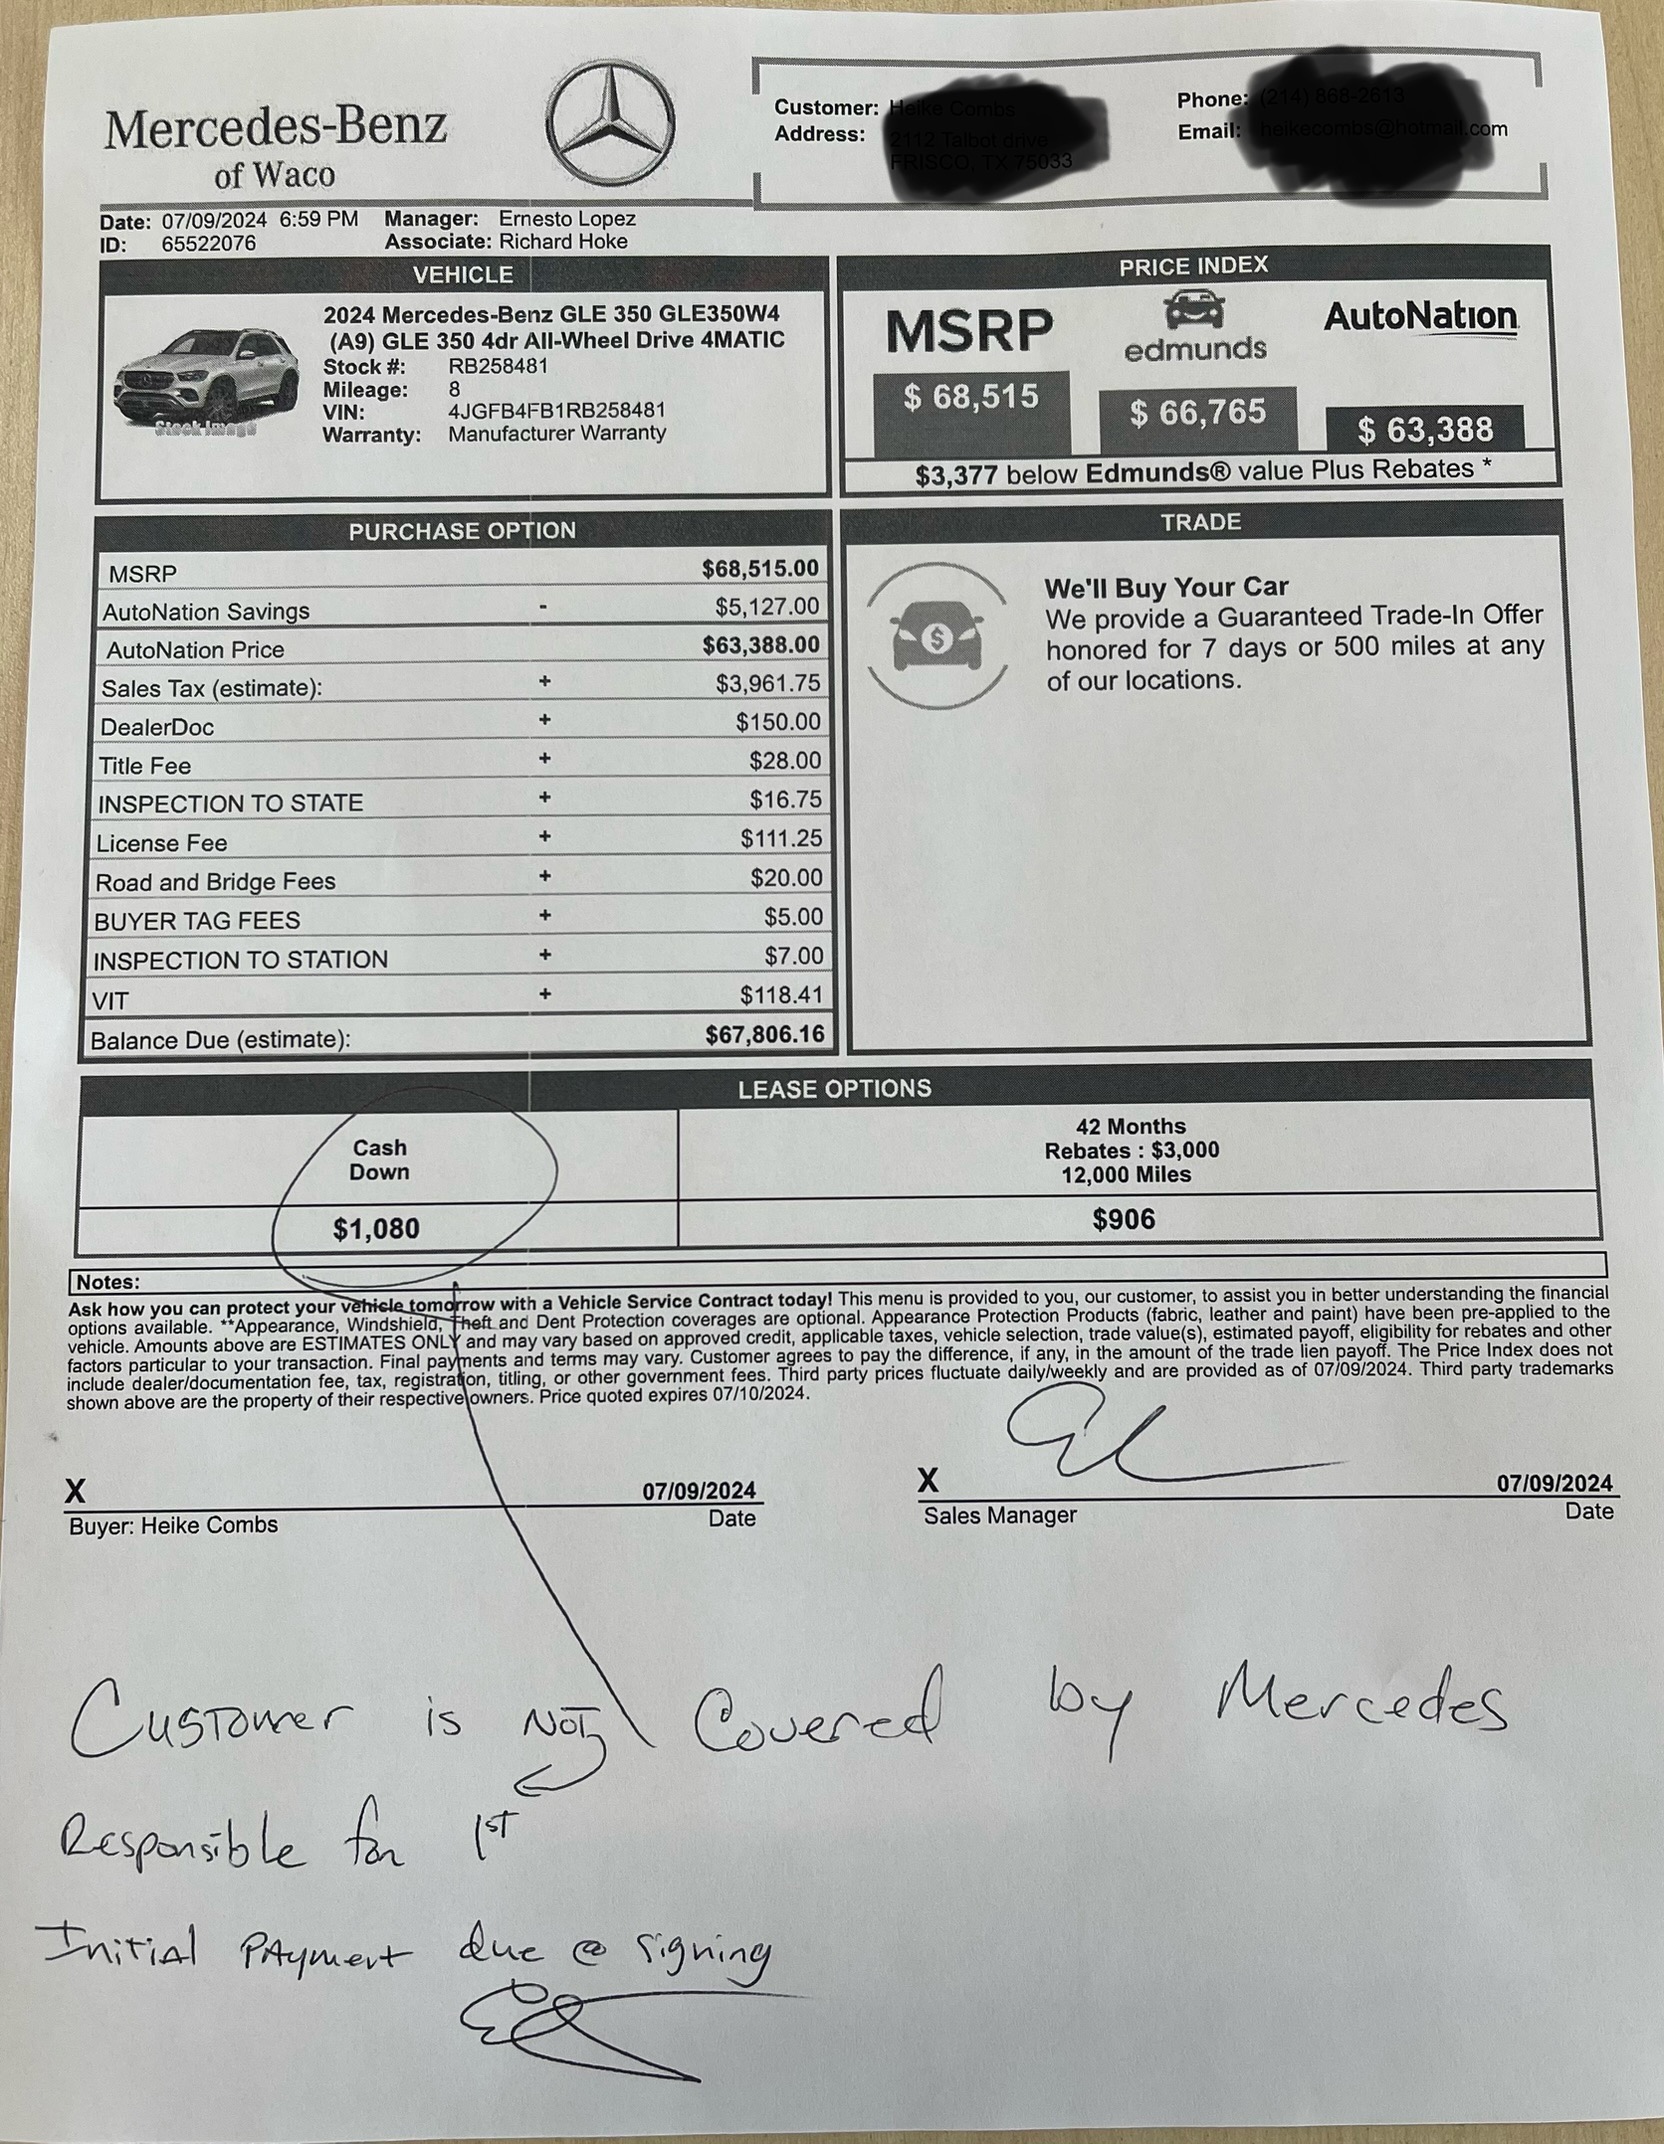 Mercedes-Benz
of Waco
Customer:
Address:
Phone:
Email:
Date: 07/09/2024 6:59 PM Manager: Ernesto Lopez
ID: 65522076 Associate: Richard Hoke
VEHICLE
2024 Mercedes-Benz GLE 350 GLE350W4
(A9) GLE 350 4dr All-Wheel Drive 4MATIC
Stock #: RB258481
Mileage: 8
VIN: 4JGFB4FB1RB258481
Warranty: Manufacturer Warranty
Stock Image
PRICE INDEX
MSRP edmunds AutoNation
$ 68,515 $ 66,765 $ 63,388
$3,377 below Edmunds® value Plus Rebates *
PURCHASE OPTION
MSRP $68,515.00
AutoNation Savings - $5,127.00
AutoNation Price $63,388.00
Sales Tax (estimate): + $3,961.75
DealerDoc + $150.00
Title Fee + $28.00
INSPECTION TO STATE + $16.75
License Fee + $111.25
Road and Bridge Fees + $20.00
BUYER TAG FEES + $5.00
INSPECTION TO STATION + $7.00
VIT + $118.41
Balance Due (estimate): $67,806.16
TRADE
We'll Buy Your Car
We provide a Guaranteed Trade-In Offer
honored for 7 days or 500 miles at any
of our locations.
LEASE OPTIONS
Cash
Down
42 Months
Rebates : $3,000
12,000 Miles
$1,080 $906
Notes:
Ask how you can protect your vehicle tomorrow with a Vehicle Service Contract today! This menu is provided to you, our customer, to assist you in better understanding the financial
options available. **Appearance, Windshield, Theft and Dent Protection coverages are optional. Appearance Protection Products (fabric, leather and paint) have been pre-applied to the
vehicle. Amounts above are ESTIMATES ONLY and may vary based on approved credit, applicable taxes, vehicle selection, trade value(s), estimated payoff, eligibility for rebates and other
factors particular to your transaction. Final payments and terms may vary. Customer agrees to pay the difference, if any, in the amount of the trade lien payoff. The Price Index does not
include dealer/documentation fee, tax, registration, titling, or other government fees. Third party prices fluctuate daily/weekly and are provided as of 07/09/2024. Third party trademarks
shown above are the property of their respective owners. Price quoted expires 07/10/2024.
X 07/09/2024
Buyer: Heike Combs Date
X 07/09/2024
Sales Manager Date
Customer is NOT Covered by Mercedes
Responsible for 1st
Initial Payment due @ signing